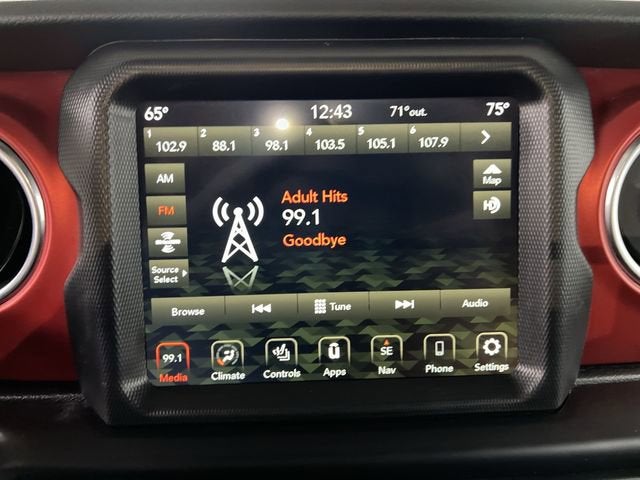 65° 12:43 71°out. 75°
1 2 3 4 5 6
102.9 88.1 98.1 103.5 105.1 107.9
AM
Map
FM
HD
Adult Hits
99.1
Goodbye
Source
Select
Browse Tune Audio
99.1 SE
Media Climate Controls Apps Nav Phone Settings